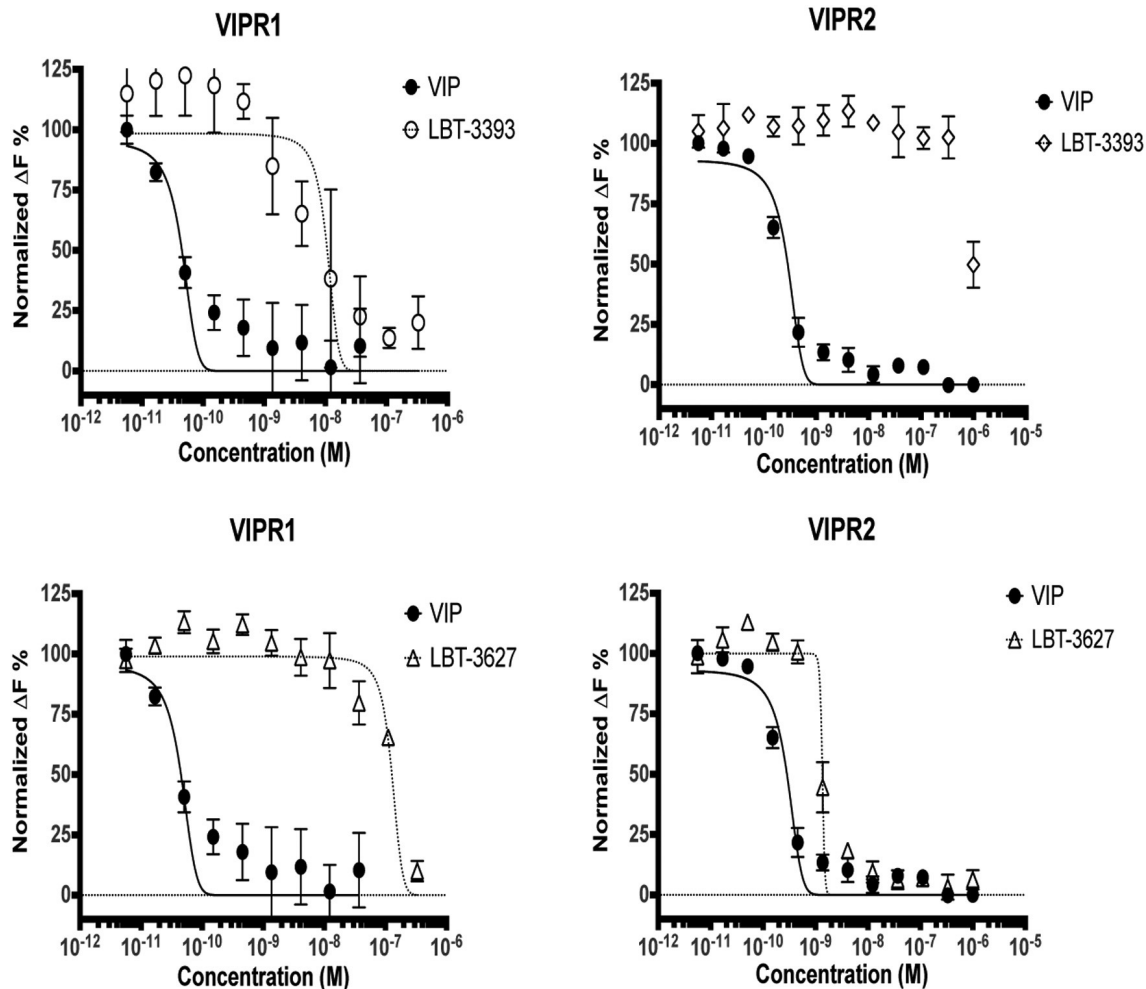 VIPR1
Normalized ΔF %
125
100
75
50
25
0
VIP
LBT-3393
10-12 10-11 10-10 10-9 10-8 10-7 10-6
Concentration (M)
VIPR2
Normalized ΔF %
125
100
75
50
25
0
VIP
LBT-3393
10-12 10-11 10-10 10-9 10-8 10-7 10-6 10-5
Concentration (M)
VIPR1
Normalized ΔF %
125
100
75
50
25
0
VIP
LBT-3627
10-12 10-11 10-10 10-9 10-8 10-7 10-6
Concentration (M)
VIPR2
Normalized ΔF %
125
100
75
50
25
0
VIP
LBT-3627
10-12 10-11 10-10 10-9 10-8 10-7 10-6 10-5
Concentration (M)